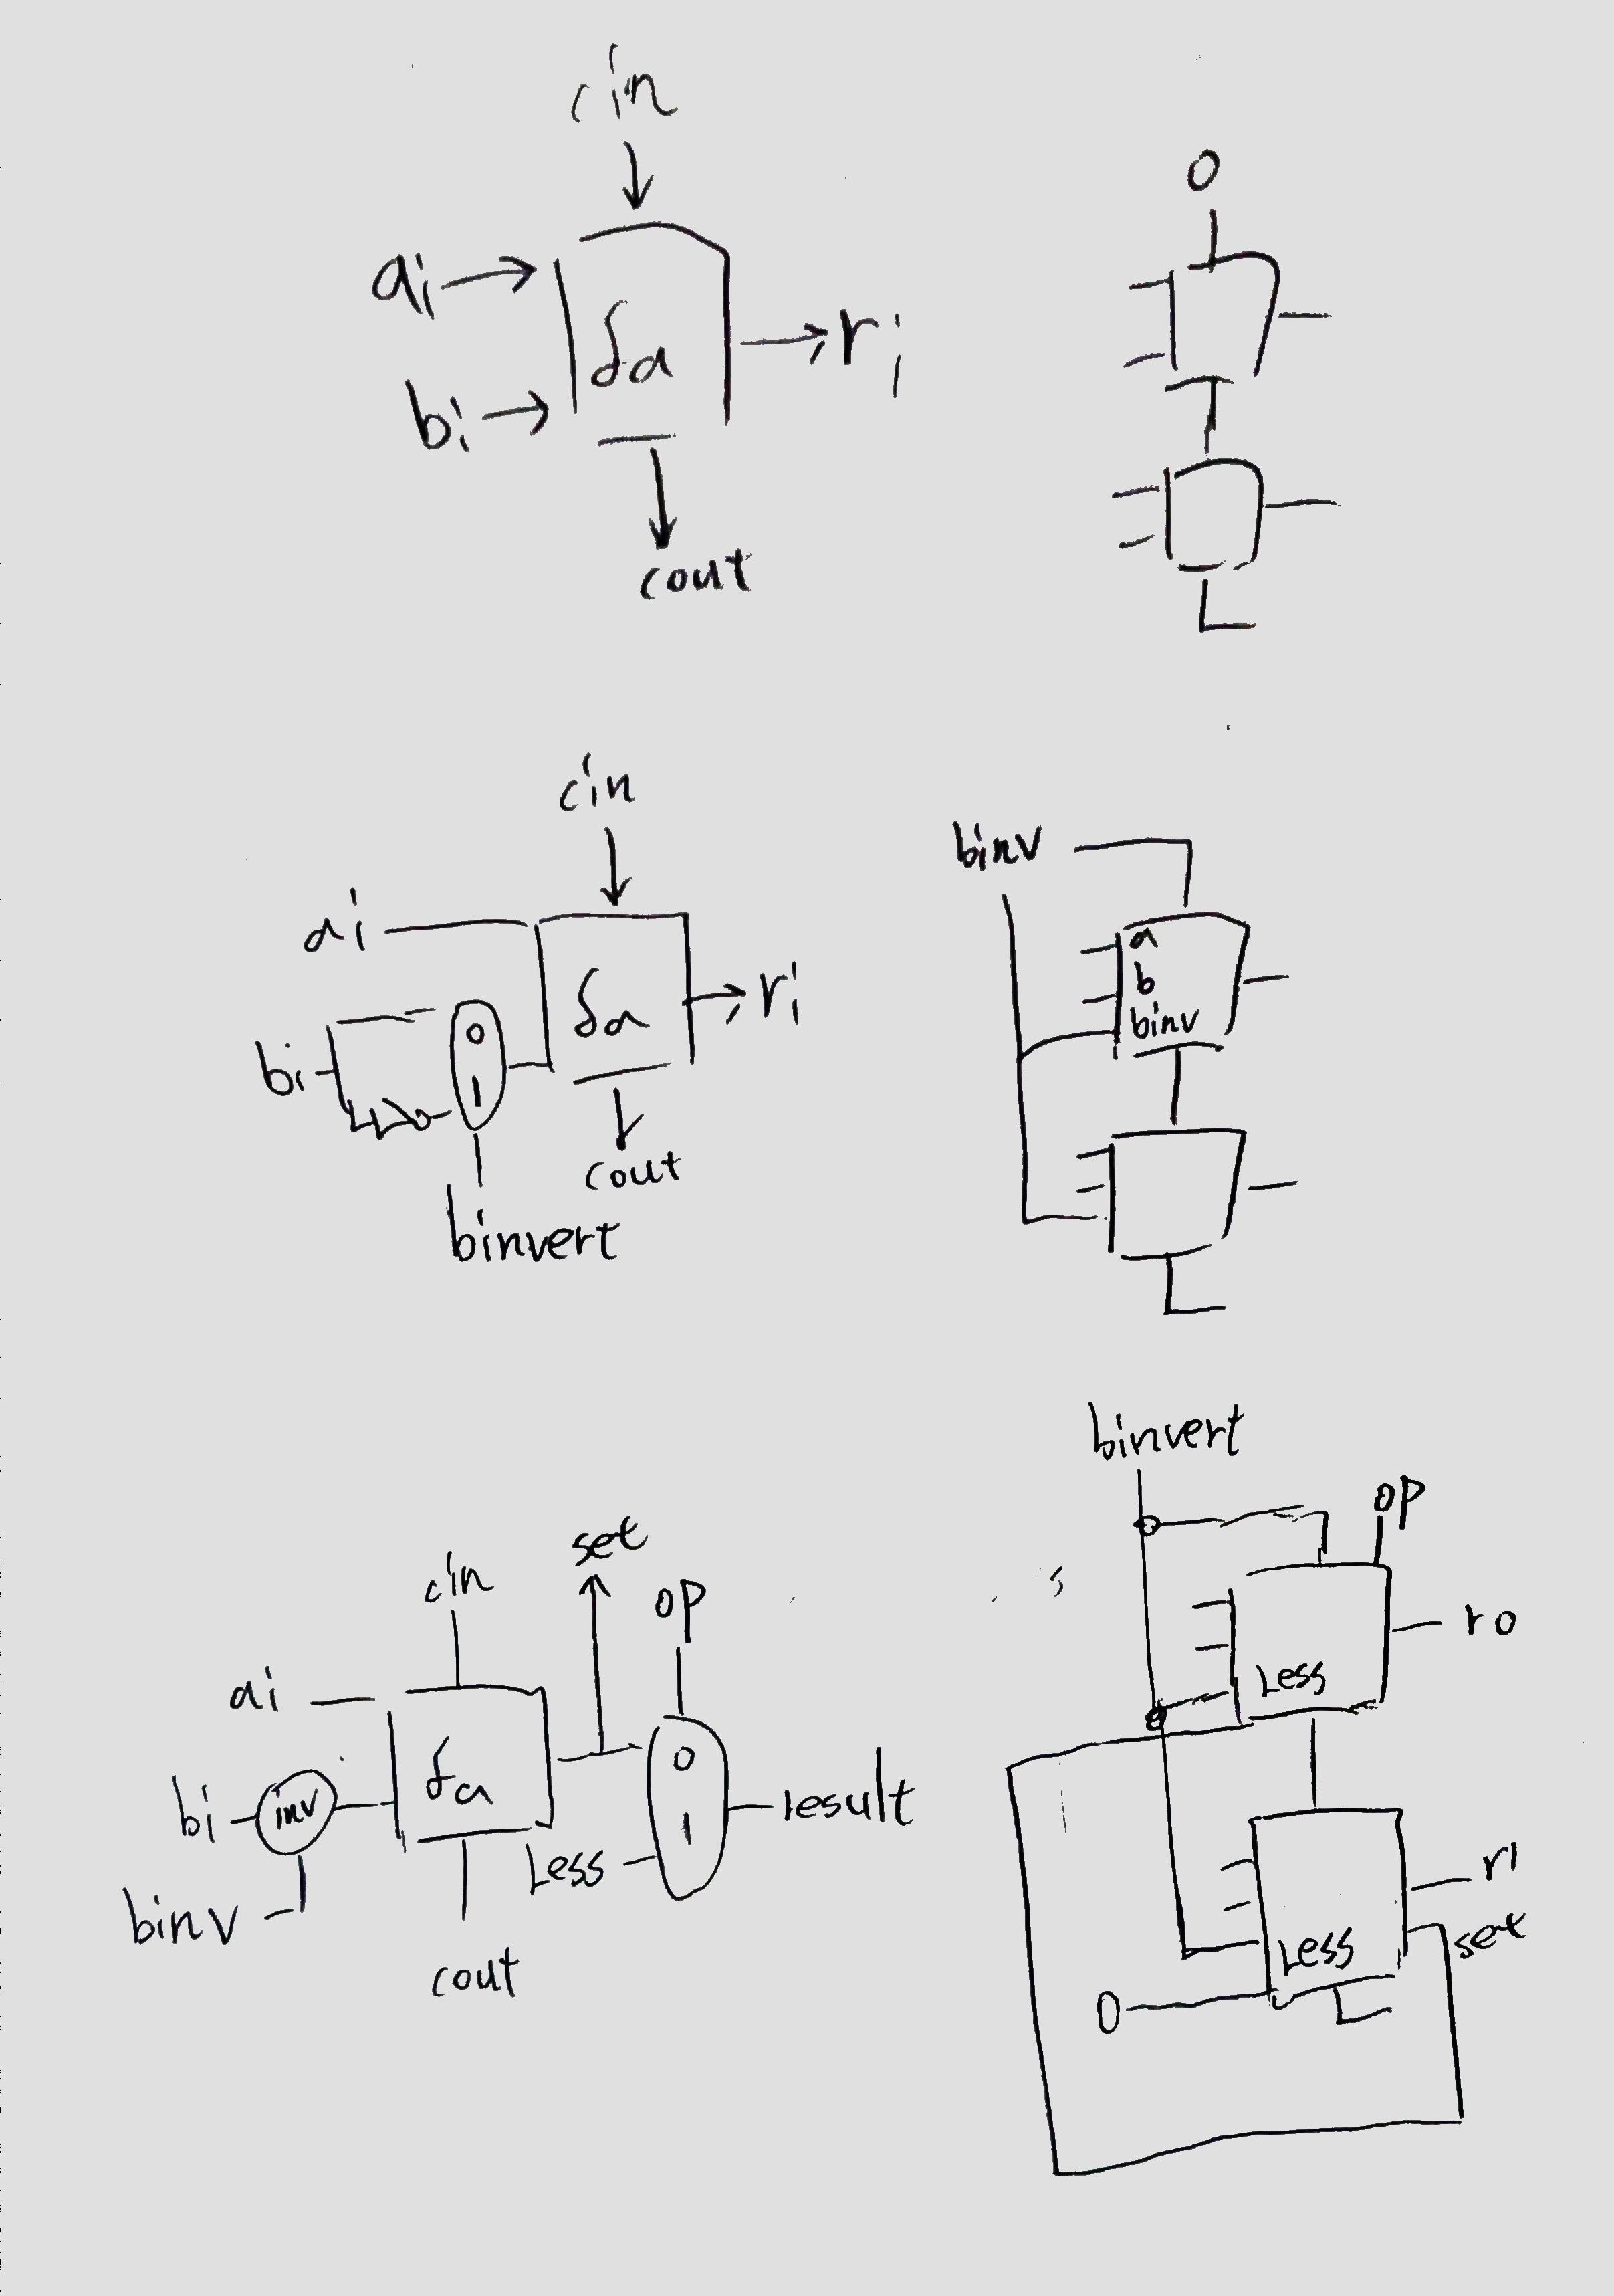 cin
0
ai
fa
ri
bi
cout
cin
binv
ai
a
fa
ri
b
0
bi
binv
1
cout
binvert
binvert
op
set
cin
op
r0
ai
Less
0
fa
bi
inv
result
1
Less
r1
binv
set
Less
cout
0